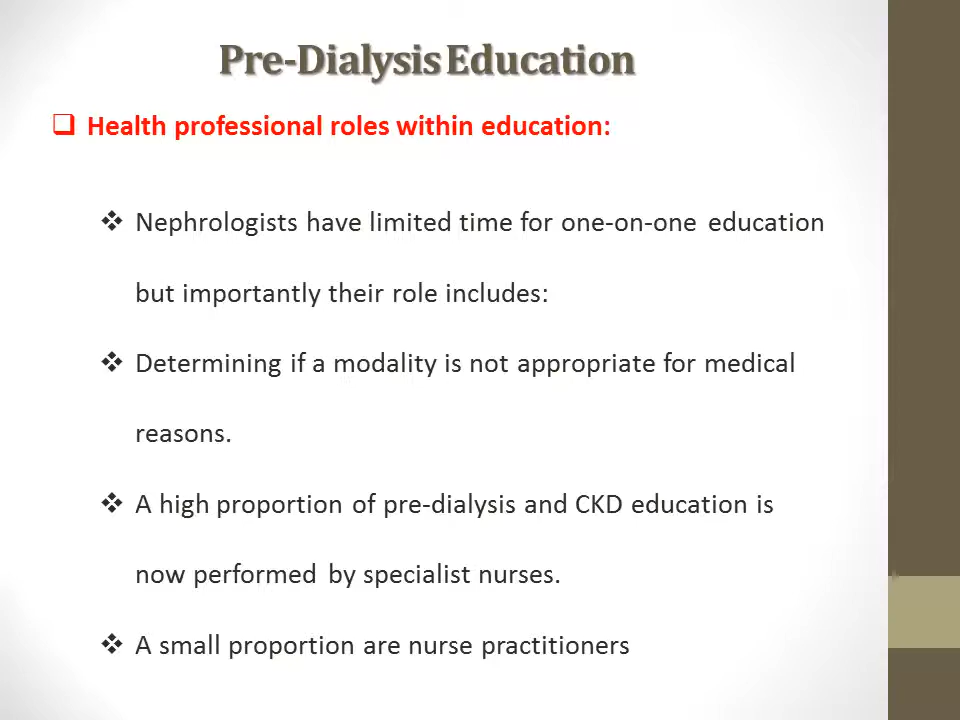 Pre-Dialysis Education
❑ Health professional roles within education:
❖ Nephrologists have limited time for one-on-one education
but importantly their role includes:
❖ Determining if a modality is not appropriate for medical
reasons.
❖ A high proportion of pre-dialysis and CKD education is
now performed by specialist nurses.
❖ A small proportion are nurse practitioners